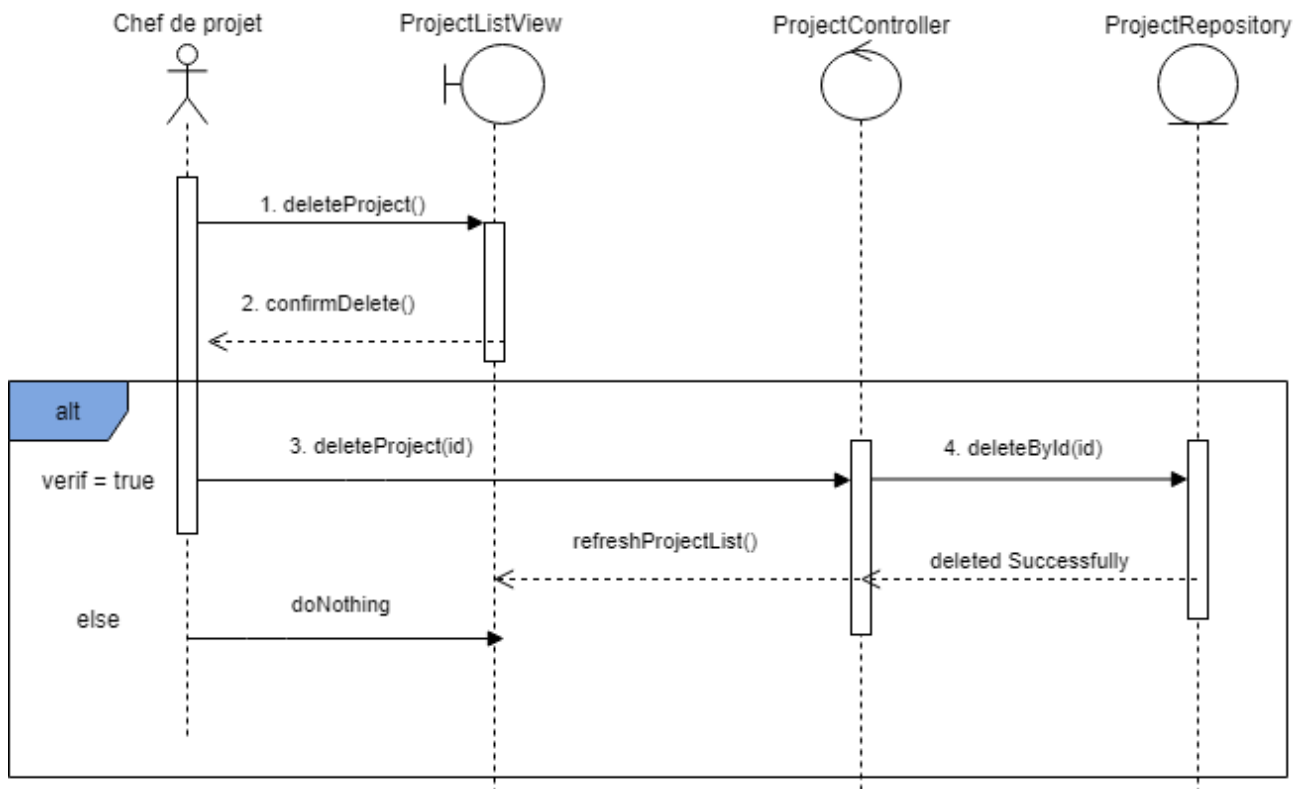 Chef de projet
ProjectListView
ProjectController
ProjectRepository
1. deleteProject()
2. confirmDelete()
alt
3. deleteProject(id)
4. deleteById(id)
verif = true
refreshProjectList()
deleted Successfully
doNothing
else